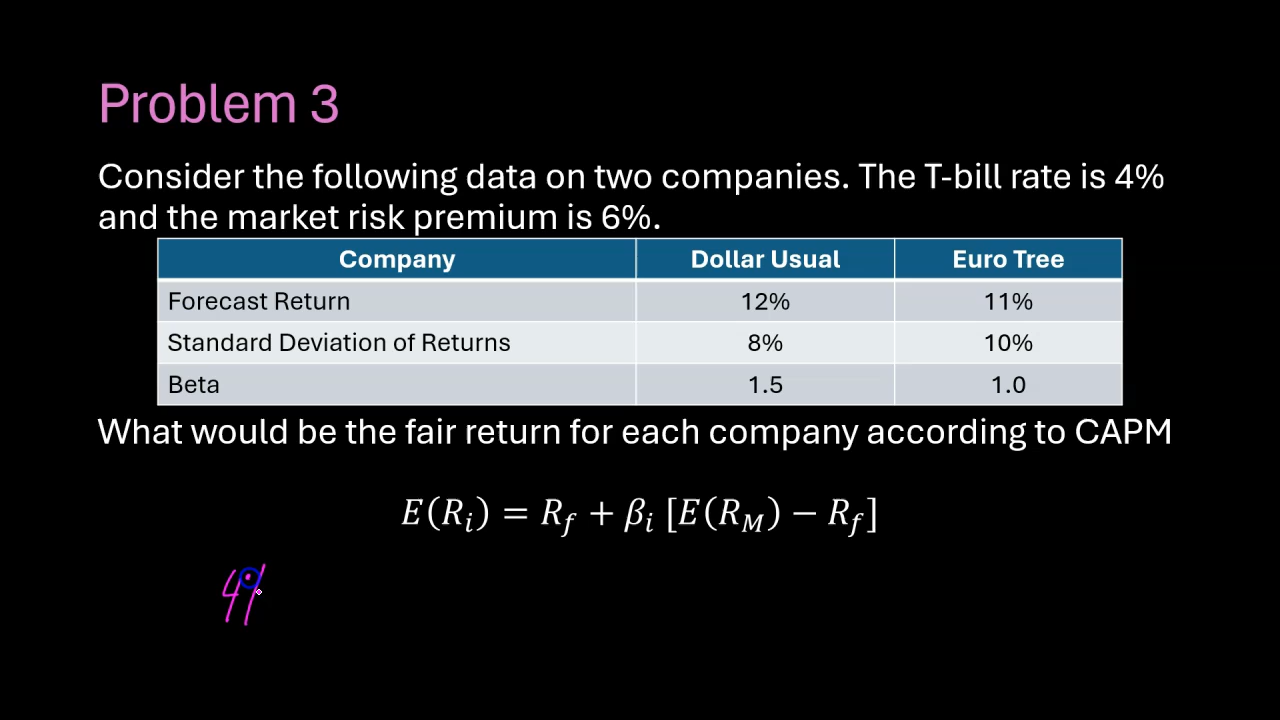 Problem 3
Consider the following data on two companies. The T-bill rate is 4%
and the market risk premium is 6%.
Company Dollar Usual Euro Tree
Forecast Return 12% 11%
Standard Deviation of Returns 8% 10%
Beta 1.5 1.0
What would be the fair return for each company according to CAPM
E(R_i) = R_f + β_i [E(R_M) − R_f]
4%